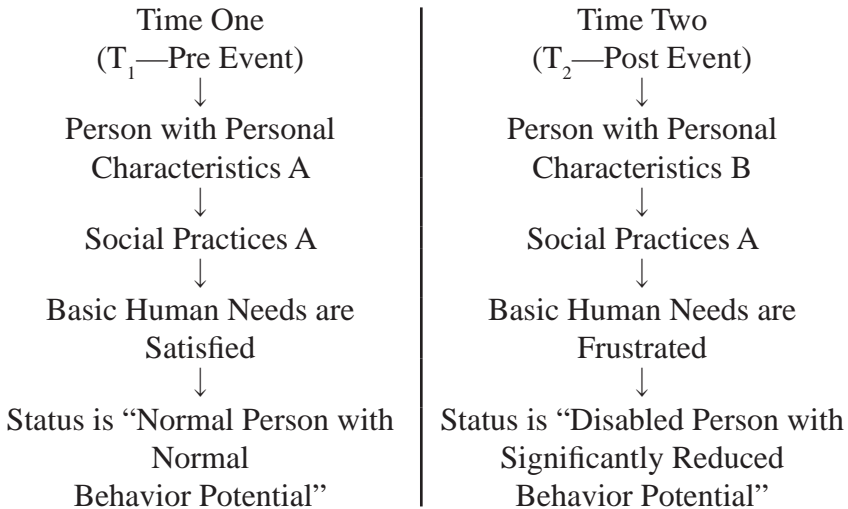 Time One
(T1—Pre Event)
↓
Person with Personal
Characteristics A
↓
Social Practices A
↓
Basic Human Needs are
Satisfied
↓
Status is “Normal Person with
Normal
Behavior Potential”
Time Two
(T2—Post Event)
↓
Person with Personal
Characteristics B
↓
Social Practices A
↓
Basic Human Needs are
Frustrated
↓
Status is “Disabled Person with
Significantly Reduced
Behavior Potential”